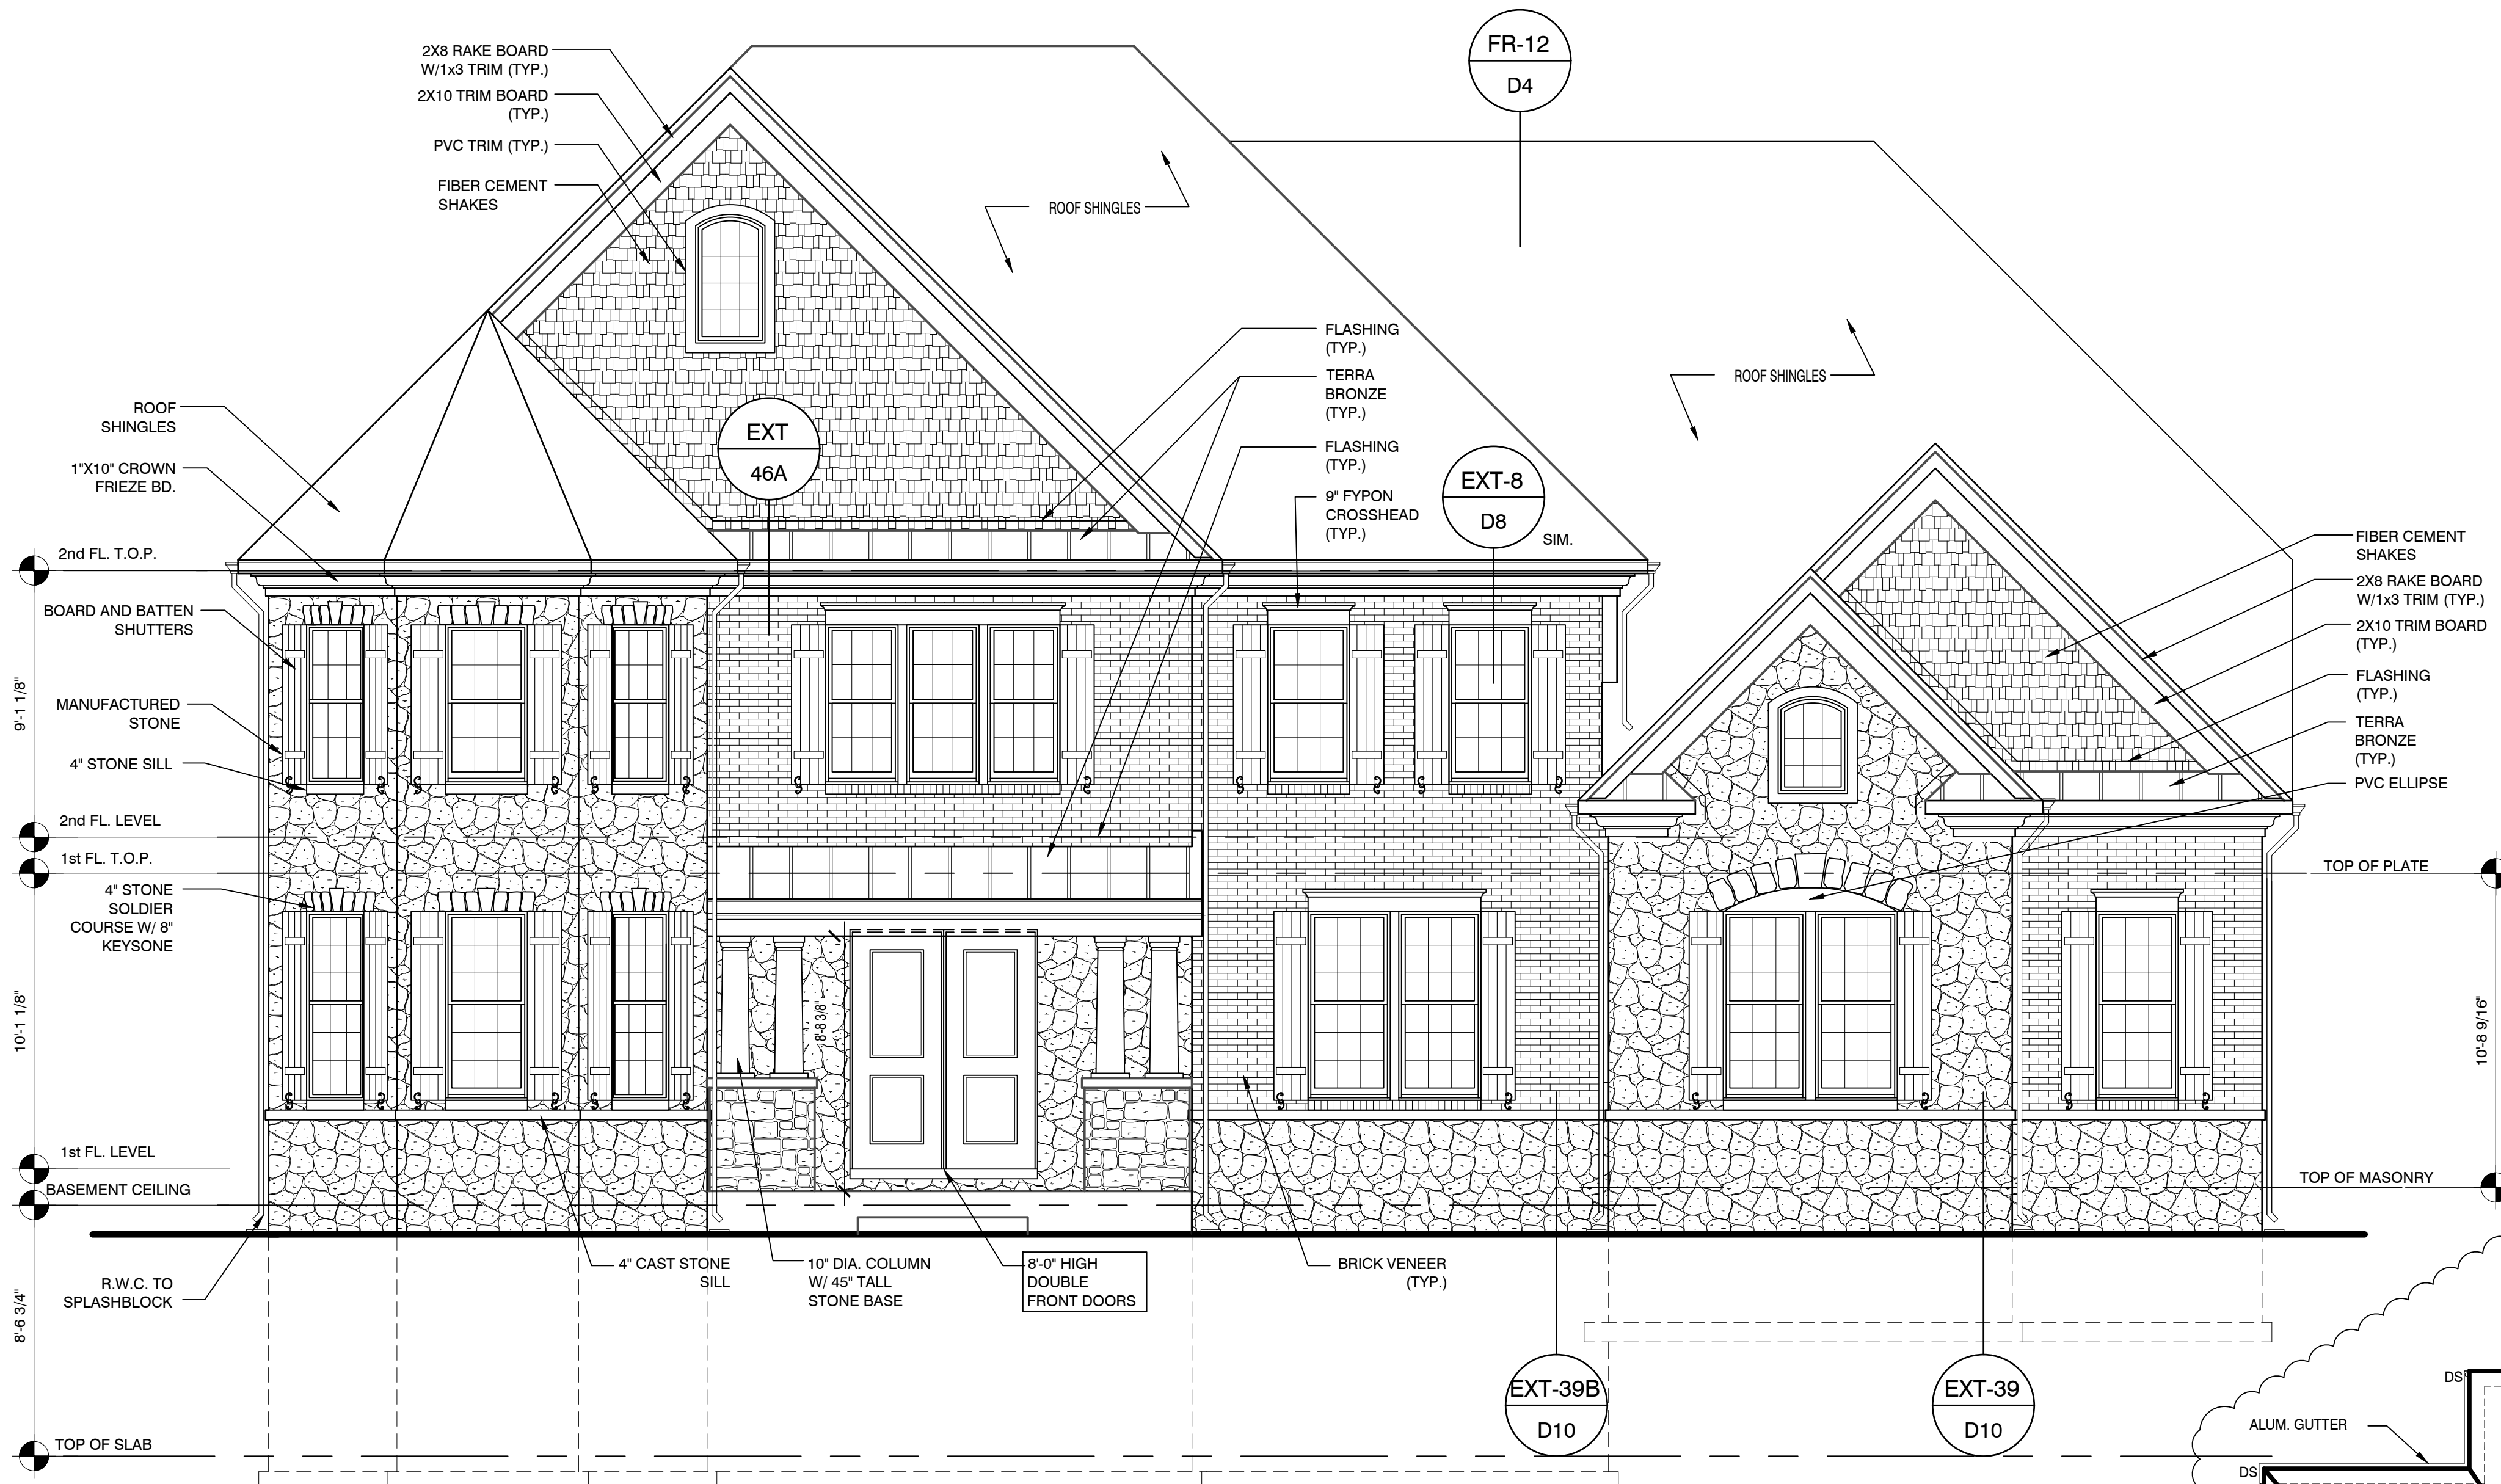 2X8 RAKE BOARD
W/1x3 TRIM (TYP.)
2X10 TRIM BOARD
(TYP.)
PVC TRIM (TYP.)
FIBER CEMENT
SHAKES
FR-12
D4
ROOF SHINGLES
ROOF SHINGLES
FLASHING
(TYP.)
TERRA
BRONZE
(TYP.)
FLASHING
(TYP.)
9" FYPON
CROSSHEAD
(TYP.)
EXT
46A
EXT-8
D8
SIM.
ROOF
SHINGLES
1"X10" CROWN
FRIEZE BD.
2nd FL. T.O.P.
BOARD AND BATTEN
SHUTTERS
9'-1 1/8"
MANUFACTURED
STONE
4" STONE SILL
2nd FL. LEVEL
1st FL. T.O.P.
4" STONE
SOLDIER
COURSE W/ 8"
KEYSONE
10'-1 1/8"
1st FL. LEVEL
BASEMENT CEILING
R.W.C. TO
SPLASHBLOCK
8'-6 3/4"
TOP OF SLAB
8'-8 3/8"
4" CAST STONE
SILL
10" DIA. COLUMN
W/ 45" TALL
STONE BASE
8'-0" HIGH
DOUBLE
FRONT DOORS
BRICK VENEER
(TYP.)
EXT-39B
D10
EXT-39
D10
FIBER CEMENT
SHAKES
2X8 RAKE BOARD
W/1x3 TRIM (TYP.)
2X10 TRIM BOARD
(TYP.)
FLASHING
(TYP.)
TERRA
BRONZE
(TYP.)
PVC ELLIPSE
TOP OF PLATE
10'-8 9/16"
TOP OF MASONRY
DS
ALUM. GUTTER
DS